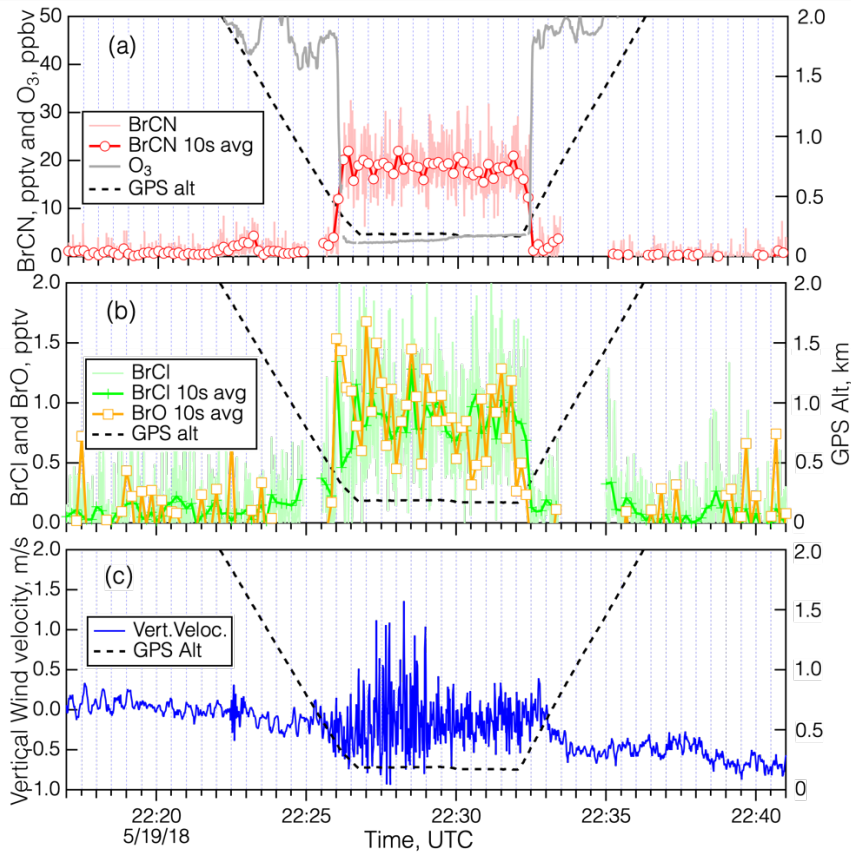 (a)
BrCN, pptv and O3, ppbv
50
40
30
20
10
0
BrCN
BrCN 10s avg
O3
GPS alt
2.0
1.5
1.0
0.5
0
(b)
BrCl and BrO, pptv
2.0
1.5
1.0
0.5
0.0
BrCl
BrCl 10s avg
BrO 10s avg
GPS alt
2.0
1.5
1.0
0.5
0
GPS Alt, km
(c)
Vertical Wind velocity, m/s
2.0
1.5
1.0
0.5
0.0
-0.5
-1.0
Vert.Veloc.
GPS Alt
2.0
1.5
1.0
0.5
0
22:20
22:25
22:30
22:35
22:40
5/19/18
Time, UTC